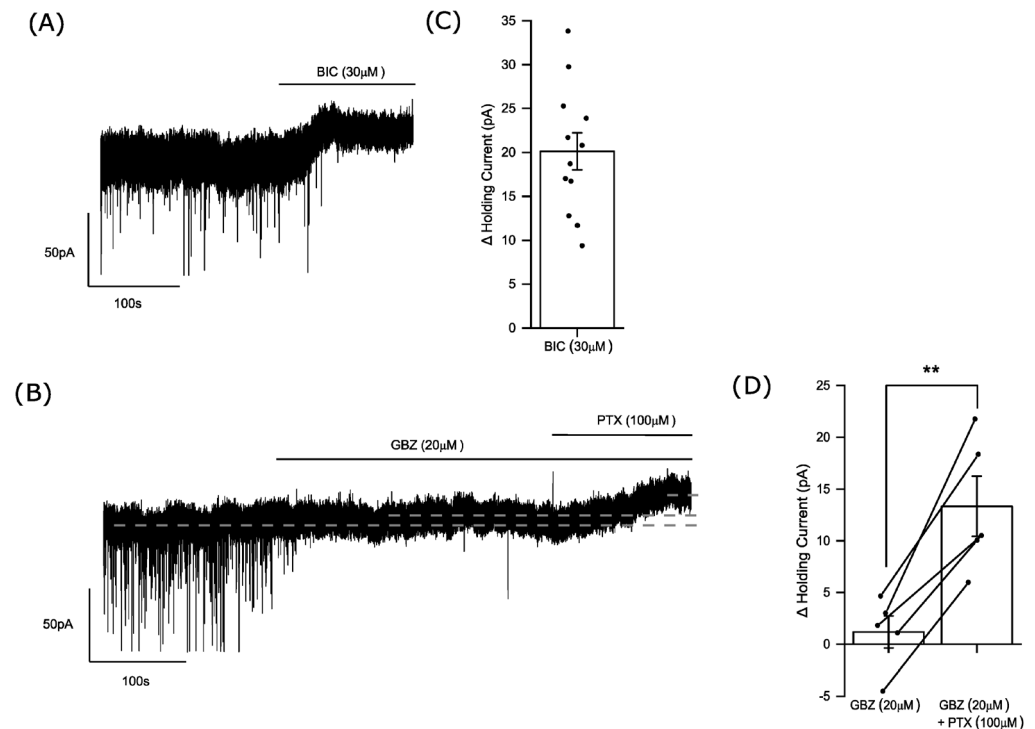 (A)
BIC (30µM )
50pA
100s
(C)
Δ Holding Current (pA)
35
30
25
20
15
10
5
0
BIC (30µM )
(B)
PTX (100µM )
GBZ (20µM )
50pA
100s
(D)
**
Δ Holding Current (pA)
25
20
15
10
5
0
-5
GBZ (20µM )
GBZ (20µM )
+ PTX (100µM )